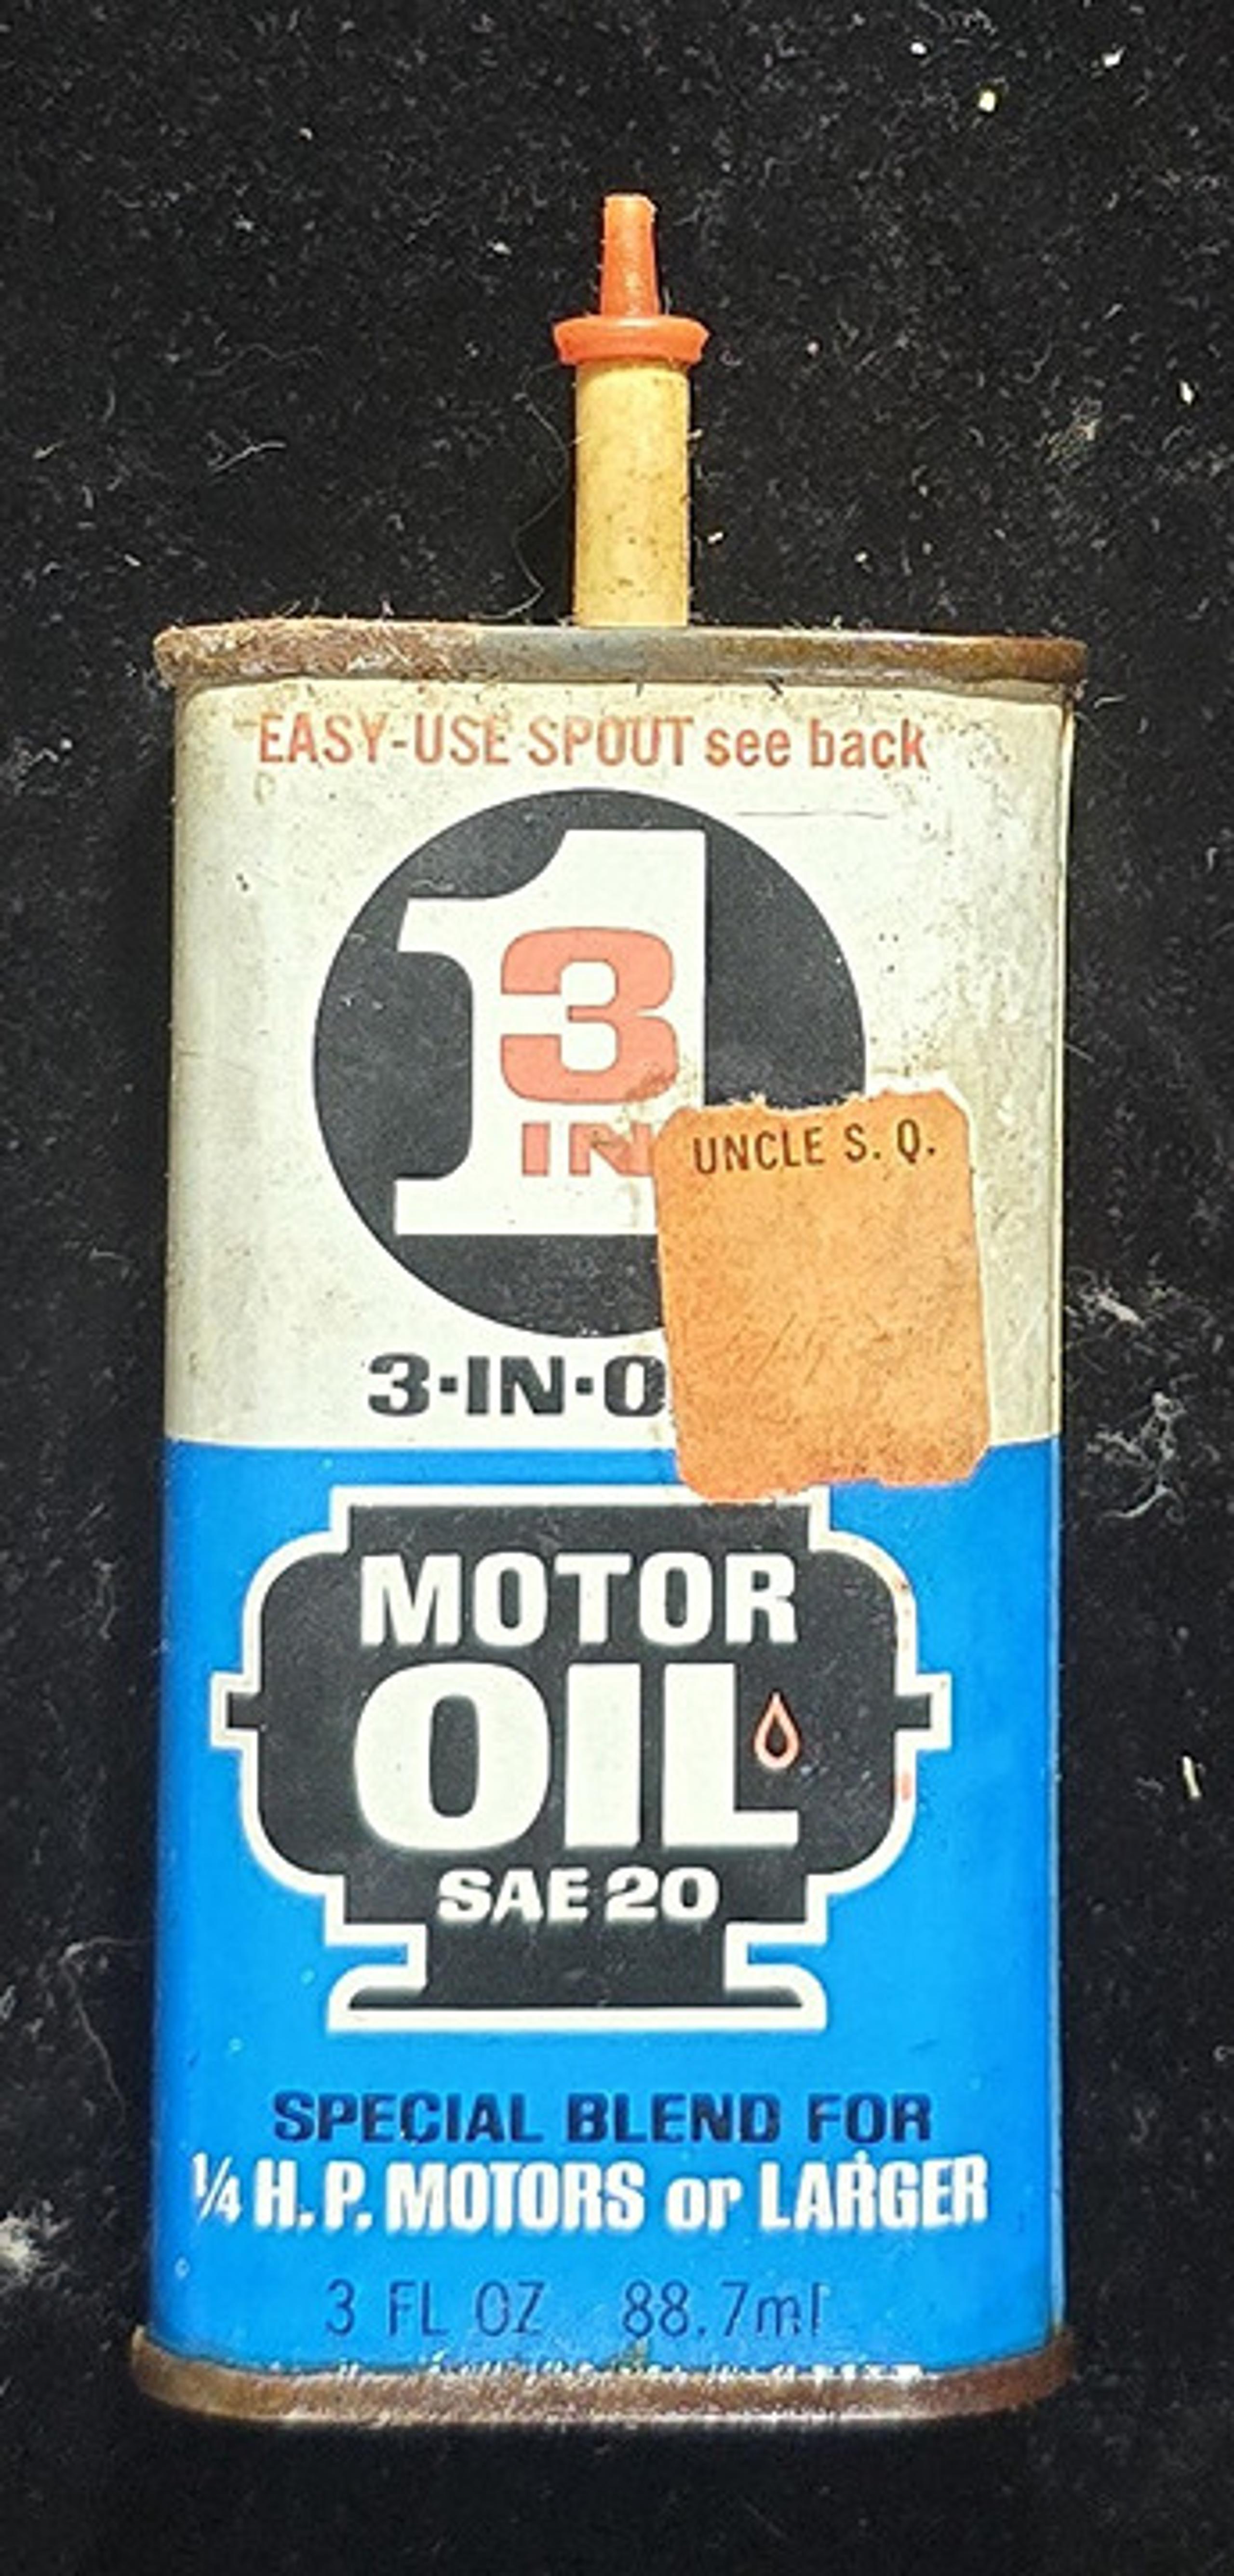 EASY-USE SPOUT see back
1
3
IN
UNCLE S. Q.
3·IN·O
MOTOR
OIL
SAE 20
SPECIAL BLEND FOR
1/4 H.P. MOTORS or LARGER
3 FL OZ 88.7ml